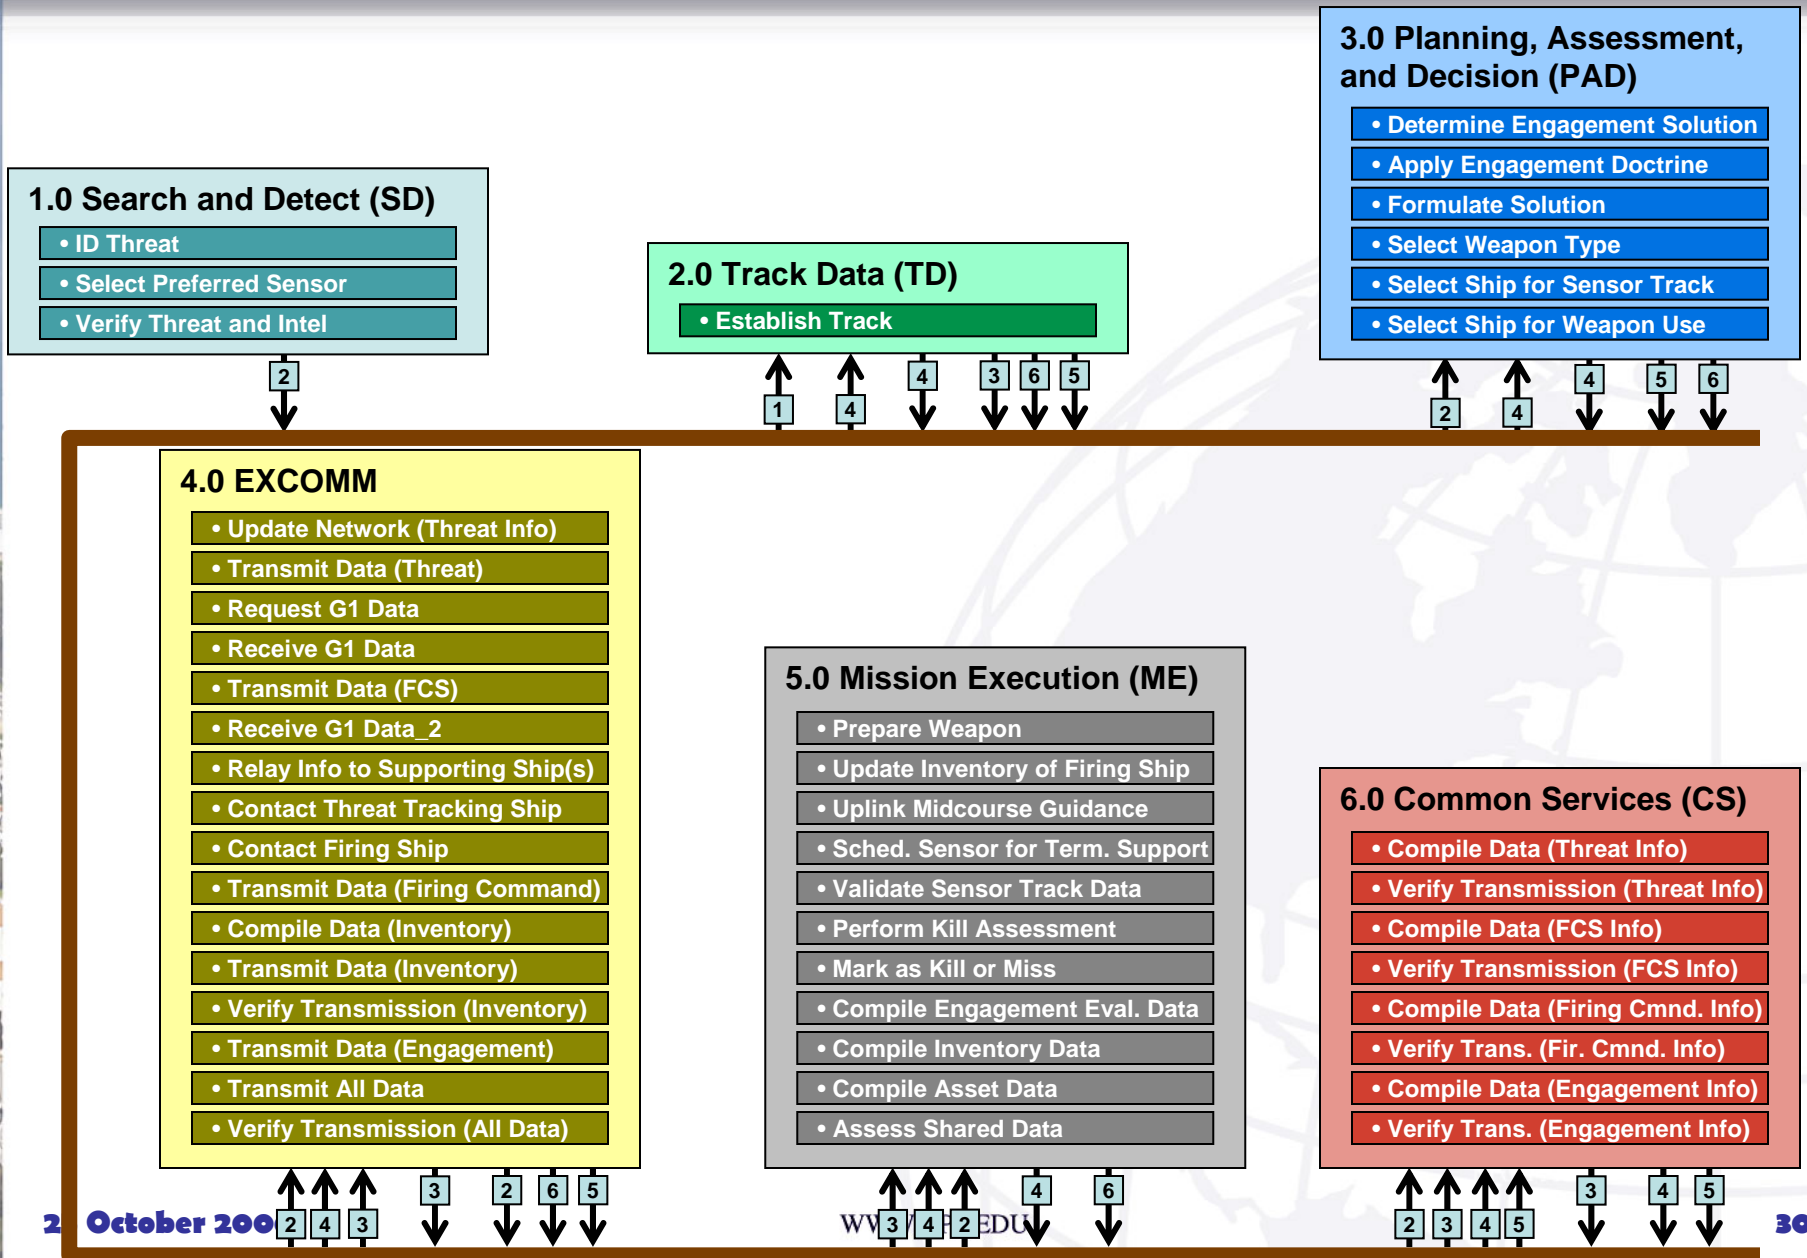 3.0 Planning, Assessment,
and Decision (PAD)
• Determine Engagement Solution
• Apply Engagement Doctrine
• Formulate Solution
• Select Weapon Type
• Select Ship for Sensor Track
• Select Ship for Weapon Use
2 4 4 5 6
1.0 Search and Detect (SD)
• ID Threat
• Select Preferred Sensor
• Verify Threat and Intel
2
2.0 Track Data (TD)
• Establish Track
1 4 4 3 6 5
4.0 EXCOMM
• Update Network (Threat Info)
• Transmit Data (Threat)
• Request G1 Data
• Receive G1 Data
• Transmit Data (FCS)
• Receive G1 Data_2
• Relay Info to Supporting Ship(s)
• Contact Threat Tracking Ship
• Contact Firing Ship
• Transmit Data (Firing Command)
• Compile Data (Inventory)
• Transmit Data (Inventory)
• Verify Transmission (Inventory)
• Transmit Data (Engagement)
• Transmit All Data
• Verify Transmission (All Data)
2 4 3 3 2 6 5
5.0 Mission Execution (ME)
• Prepare Weapon
• Update Inventory of Firing Ship
• Uplink Midcourse Guidance
• Sched. Sensor for Term. Support
• Validate Sensor Track Data
• Perform Kill Assessment
• Mark as Kill or Miss
• Compile Engagement Eval. Data
• Compile Inventory Data
• Compile Asset Data
• Assess Shared Data
3 4 2 4 6
6.0 Common Services (CS)
• Compile Data (Threat Info)
• Verify Transmission (Threat Info)
• Compile Data (FCS Info)
• Verify Transmission (FCS Info)
• Compile Data (Firing Cmnd. Info)
• Verify Trans. (Fir. Cmnd. Info)
• Compile Data (Engagement Info)
• Verify Trans. (Engagement Info)
2 3 4 5 3 4 5
October
30